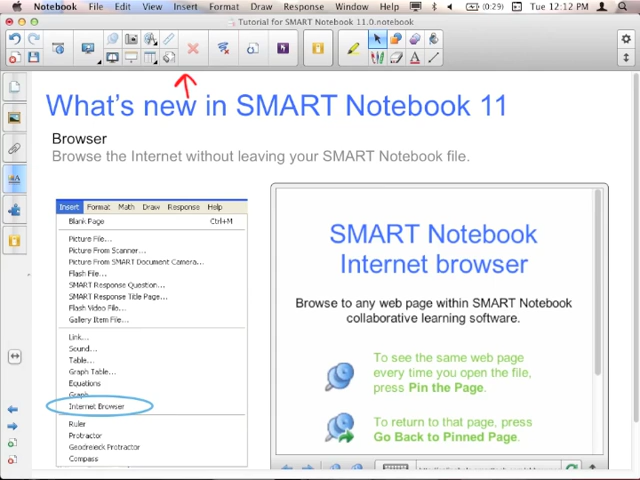 Notebook File Edit View Insert Format Draw Response Window Help (0:29) Tue 12:12 PM
Tutorial for SMART Notebook 11.0.notebook
What's new in SMART Notebook 11
Browser
Browse the Internet without leaving your SMART Notebook file.
Insert Format Math Draw Response Help
Blank Page Ctrl+M
Picture File...
Picture From Scanner...
Picture From SMART Document Camera...
Flash File...
SMART Response Question...
SMART Response Title Page...
Flash Video File...
Gallery Item File...
Link...
Sound...
Table...
Graph Table...
Equations
Graph
Internet Browser
Ruler
Protractor
Geodreieck Protractor
Compass
SMART Notebook
Internet browser
Browse to any web page within SMART Notebook
collaborative learning software.
To see the same web page
every time you open the file,
press Pin the Page.
To return to that page, press
Go Back to Pinned Page.